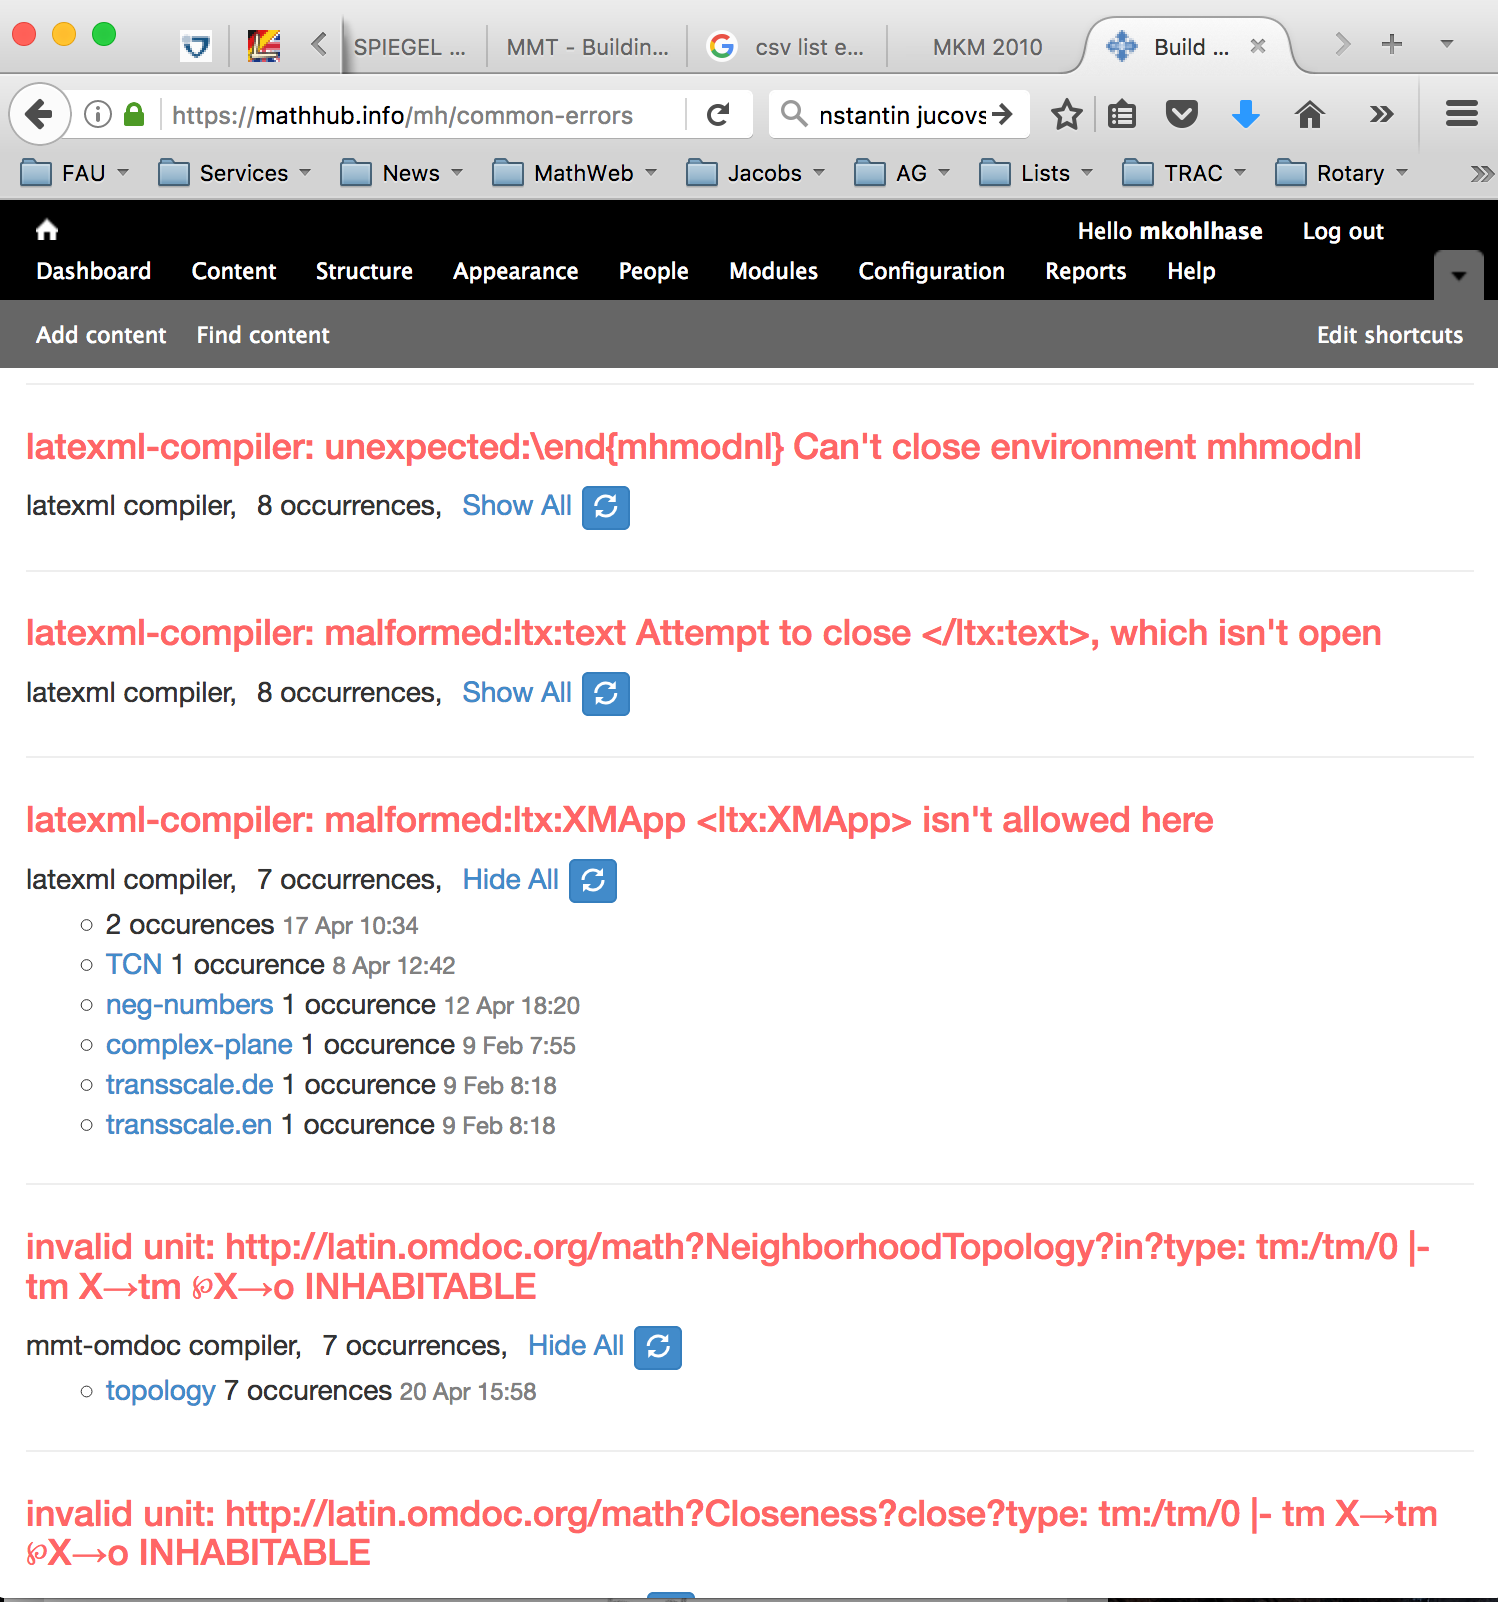 SPIEGEL ...
MMT - Buildin...
csv list e...
MKM 2010
Build ...
https://mathhub.info/mh/common-errors
nstantin jucovs
FAU
Services
News
MathWeb
Jacobs
AG
Lists
TRAC
Rotary
Hello mkohlhase Log out
Dashboard Content Structure Appearance People Modules Configuration Reports Help
Add content Find content Edit shortcuts
latexml-compiler: unexpected:\end{mhmodnl} Can't close environment mhmodnl
latexml compiler, 8 occurrences, Show All
latexml-compiler: malformed:ltx:text Attempt to close </ltx:text>, which isn't open
latexml compiler, 8 occurrences, Show All
latexml-compiler: malformed:ltx:XMApp <ltx:XMApp> isn't allowed here
latexml compiler, 7 occurrences, Hide All
2 occurences 17 Apr 10:34
TCN 1 occurence 8 Apr 12:42
neg-numbers 1 occurence 12 Apr 18:20
complex-plane 1 occurence 9 Feb 7:55
transscale.de 1 occurence 9 Feb 8:18
transscale.en 1 occurence 9 Feb 8:18
invalid unit: http://latin.omdoc.org/math?NeighborhoodTopology?in?type: tm:/tm/0 |-
tm X→tm ℘X→o INHABITABLE
mmt-omdoc compiler, 7 occurrences, Hide All
topology 7 occurences 20 Apr 15:58
invalid unit: http://latin.omdoc.org/math?Closeness?close?type: tm:/tm/0 |- tm X→tm
℘X→o INHABITABLE